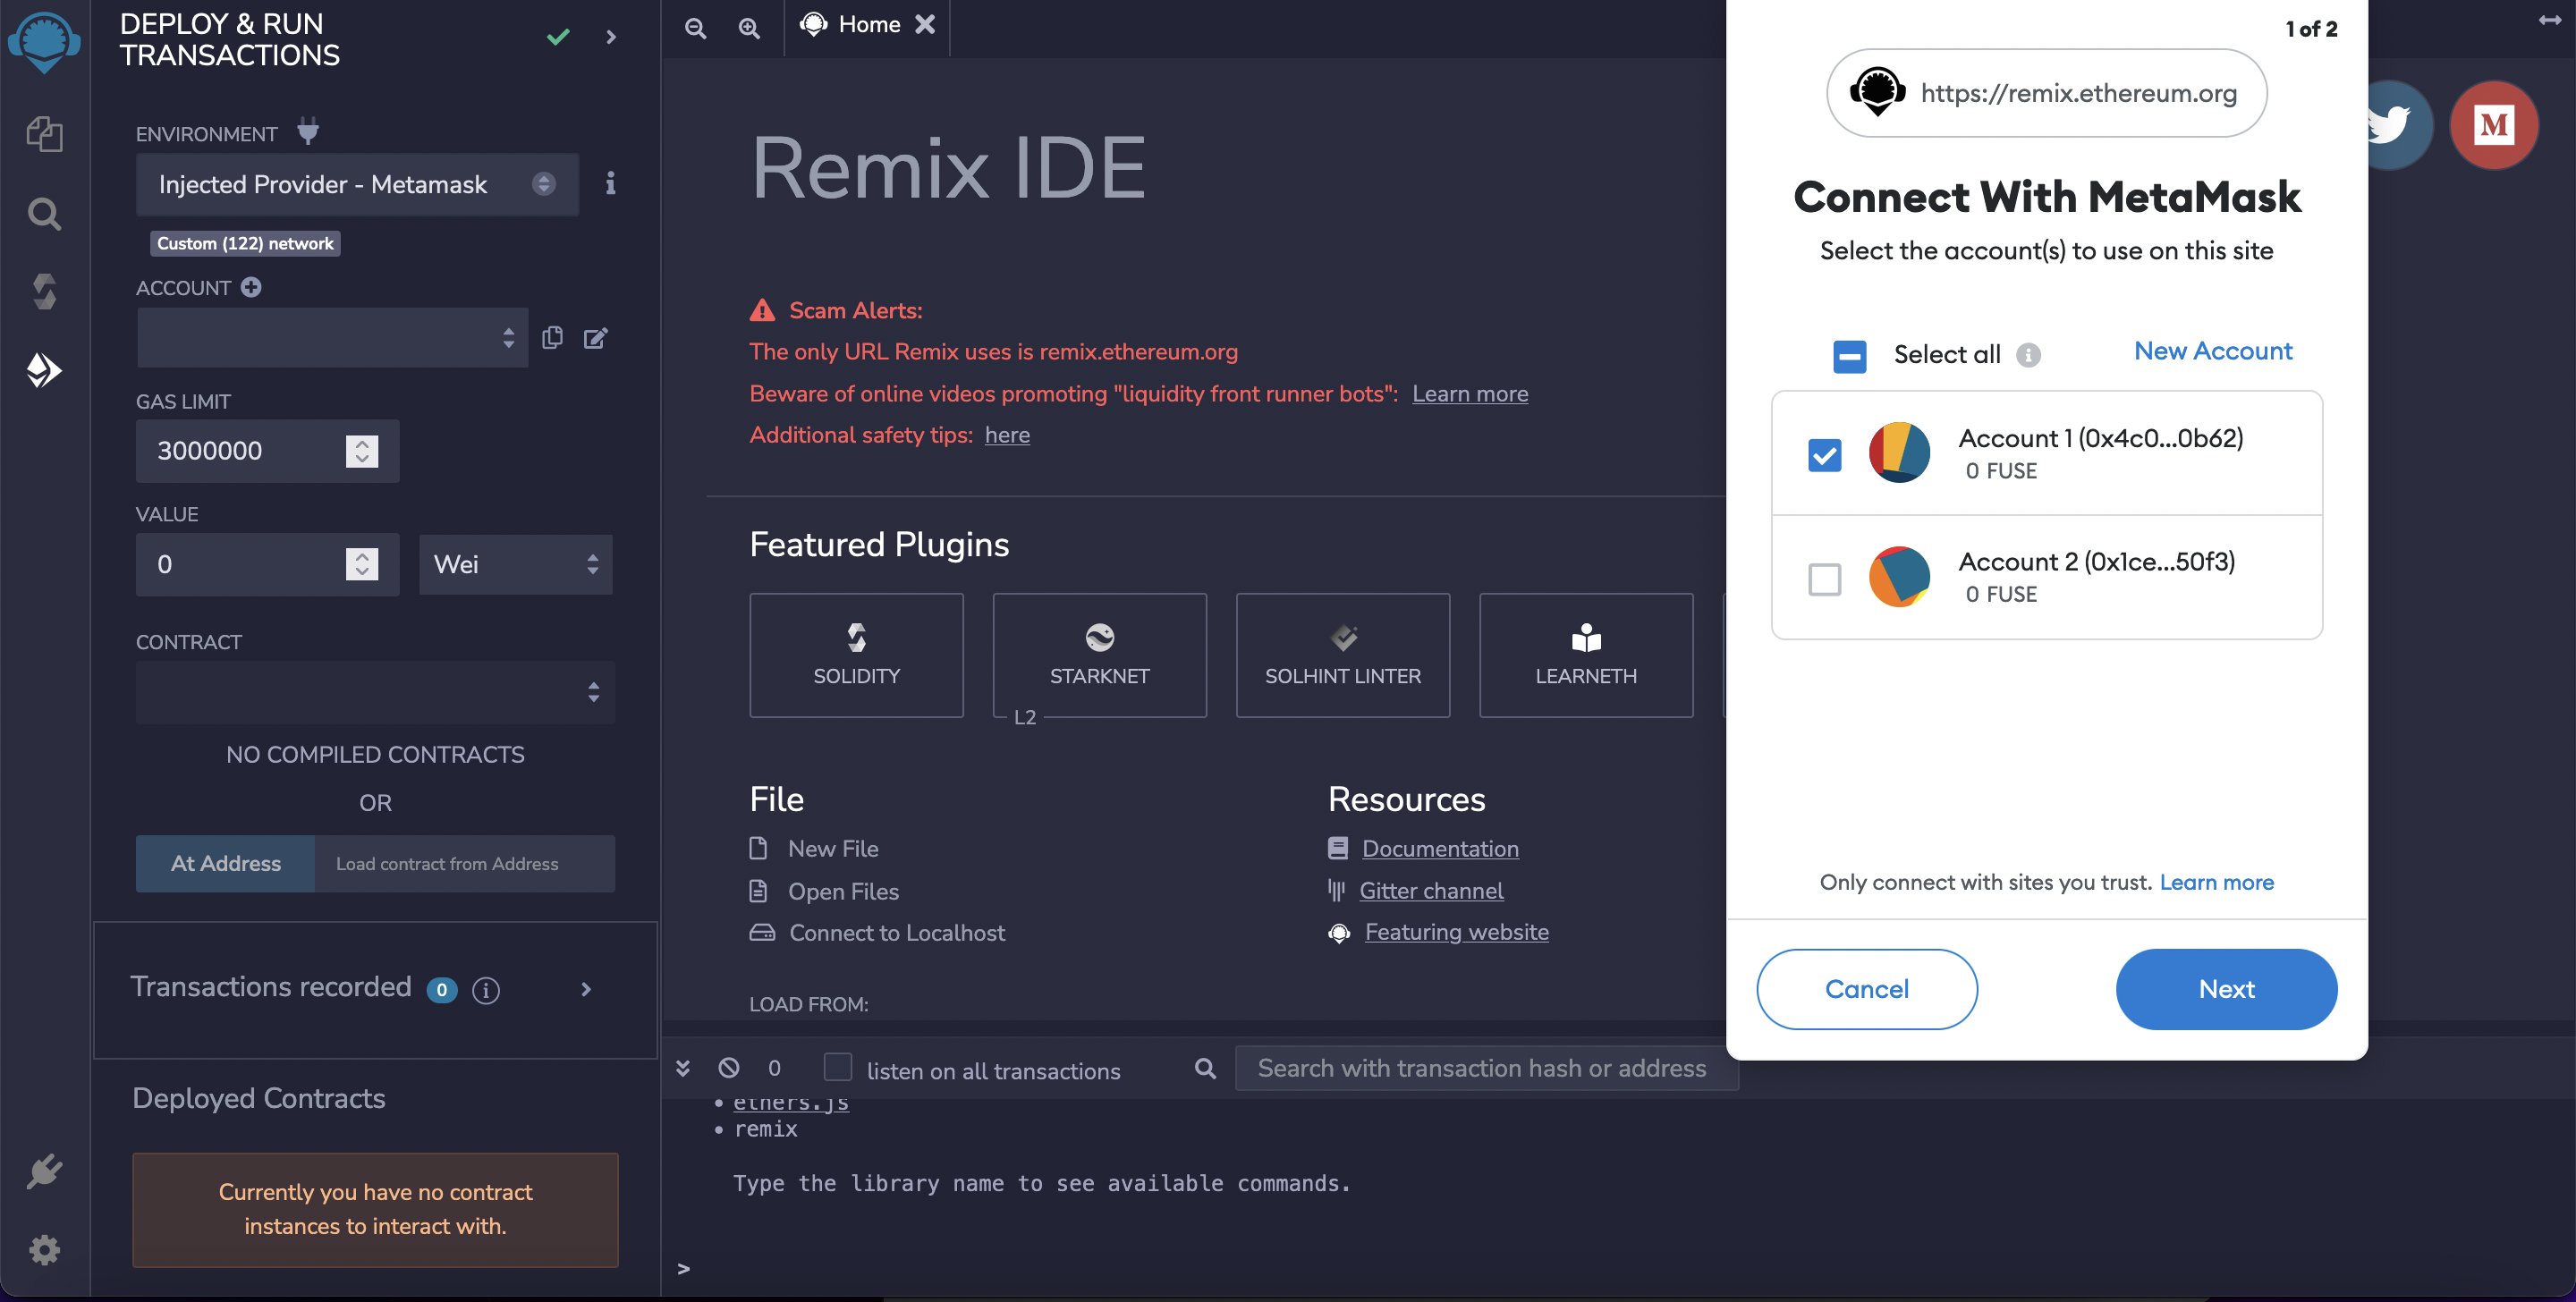 DEPLOY & RUN
TRANSACTIONS
ENVIRONMENT
Injected Provider - Metamask
Custom (122) network
ACCOUNT
GAS LIMIT
3000000
VALUE
0
Wei
CONTRACT
NO COMPILED CONTRACTS
OR
At Address
Load contract from Address
Transactions recorded 0
Deployed Contracts
Currently you have no contract
instances to interact with.
Home
Remix IDE
Scam Alerts:
The only URL Remix uses is remix.ethereum.org
Beware of online videos promoting "liquidity front runner bots": Learn more
Additional safety tips: here
Featured Plugins
SOLIDITY
STARKNET
L2
SOLHINT LINTER
LEARNETH
File
New File
Open Files
Connect to Localhost
LOAD FROM:
Resources
Documentation
Gitter channel
Featuring website
0
listen on all transactions
Search with transaction hash or address
• ethers.js
• remix
Type the library name to see available commands.
>
1 of 2
https://remix.ethereum.org
Connect With MetaMask
Select the account(s) to use on this site
Select all
New Account
Account 1 (0x4c0...0b62)
0 FUSE
Account 2 (0x1ce...50f3)
0 FUSE
Only connect with sites you trust. Learn more
Cancel
Next
M